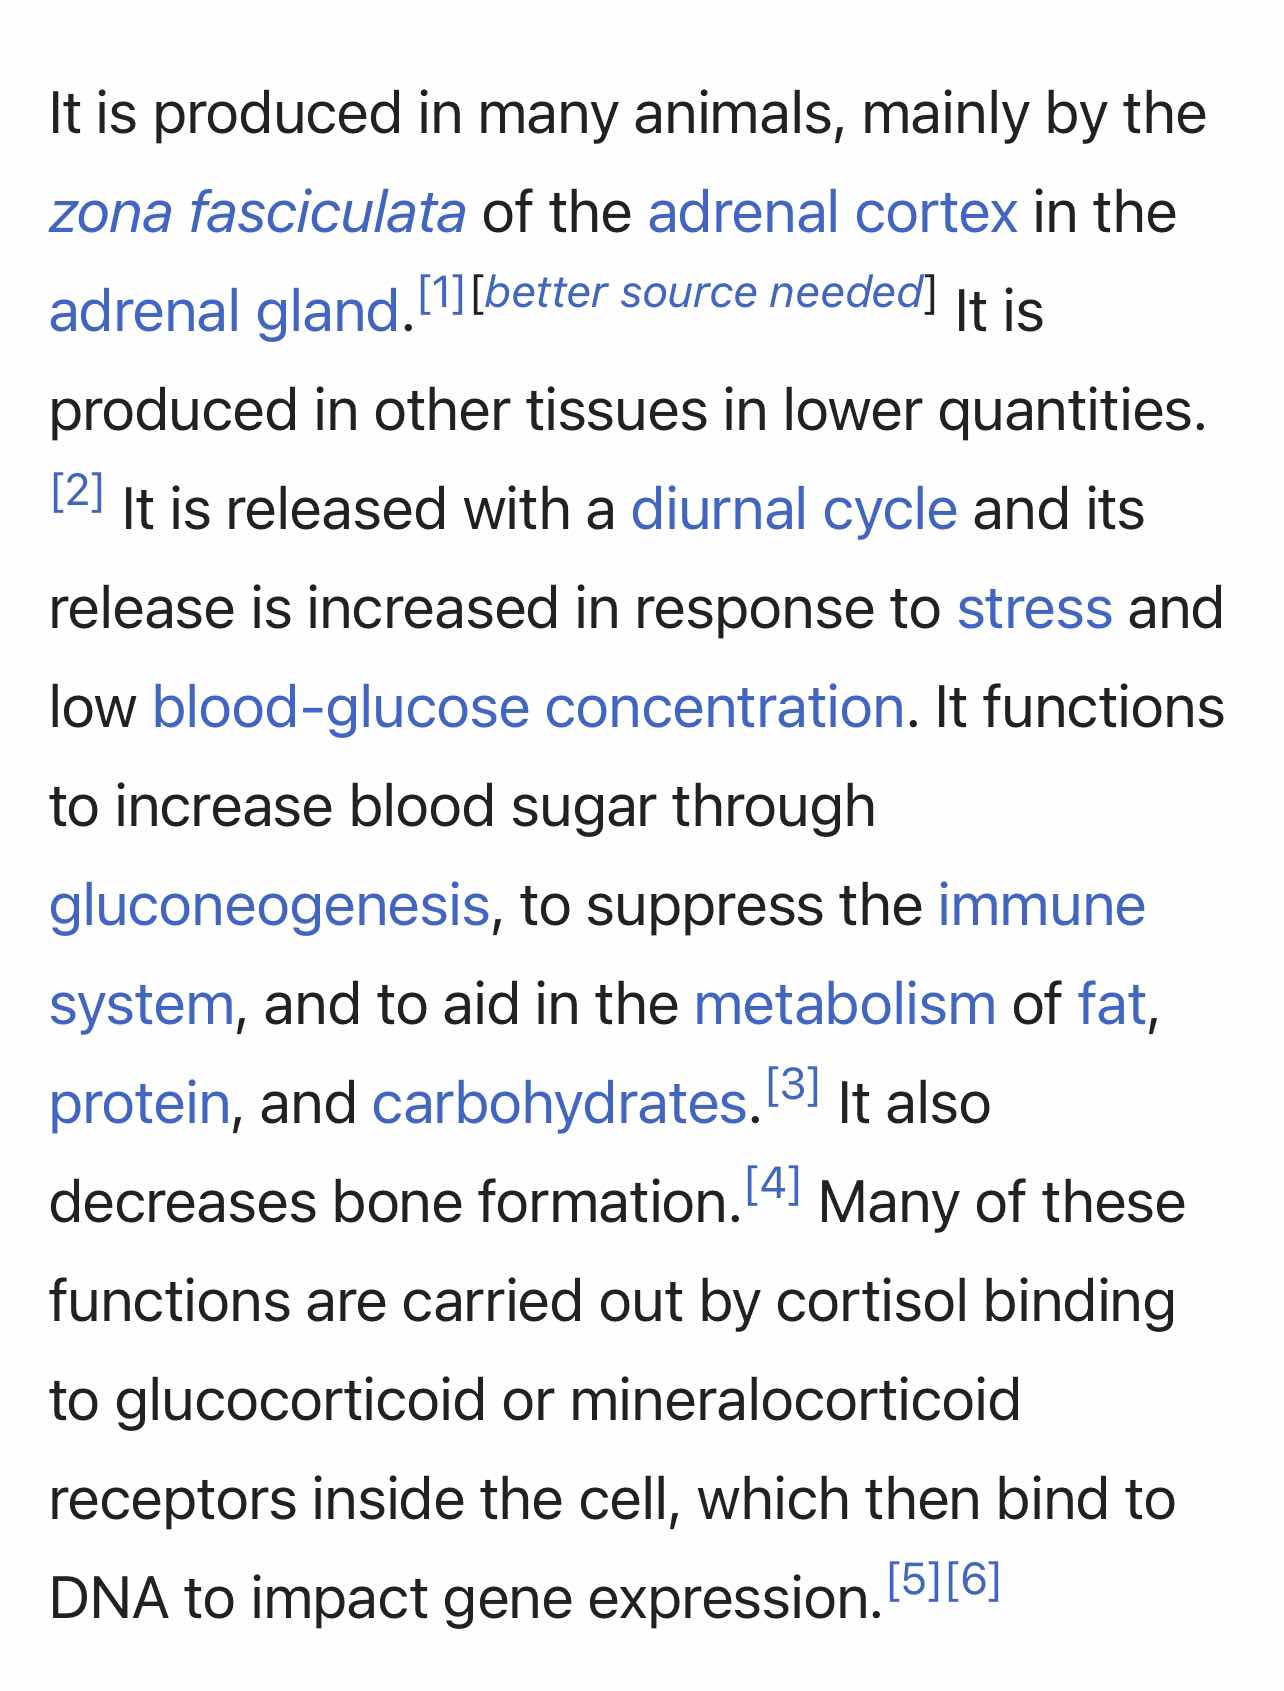 It is produced in many animals, mainly by the
zona fasciculata of the adrenal cortex in the
adrenal gland.[1][better source needed] It is
produced in other tissues in lower quantities.
[2] It is released with a diurnal cycle and its
release is increased in response to stress and
low blood-glucose concentration. It functions
to increase blood sugar through
gluconeogenesis, to suppress the immune
system, and to aid in the metabolism of fat,
protein, and carbohydrates.[3] It also
decreases bone formation.[4] Many of these
functions are carried out by cortisol binding
to glucocorticoid or mineralocorticoid
receptors inside the cell, which then bind to
DNA to impact gene expression.[5][6]